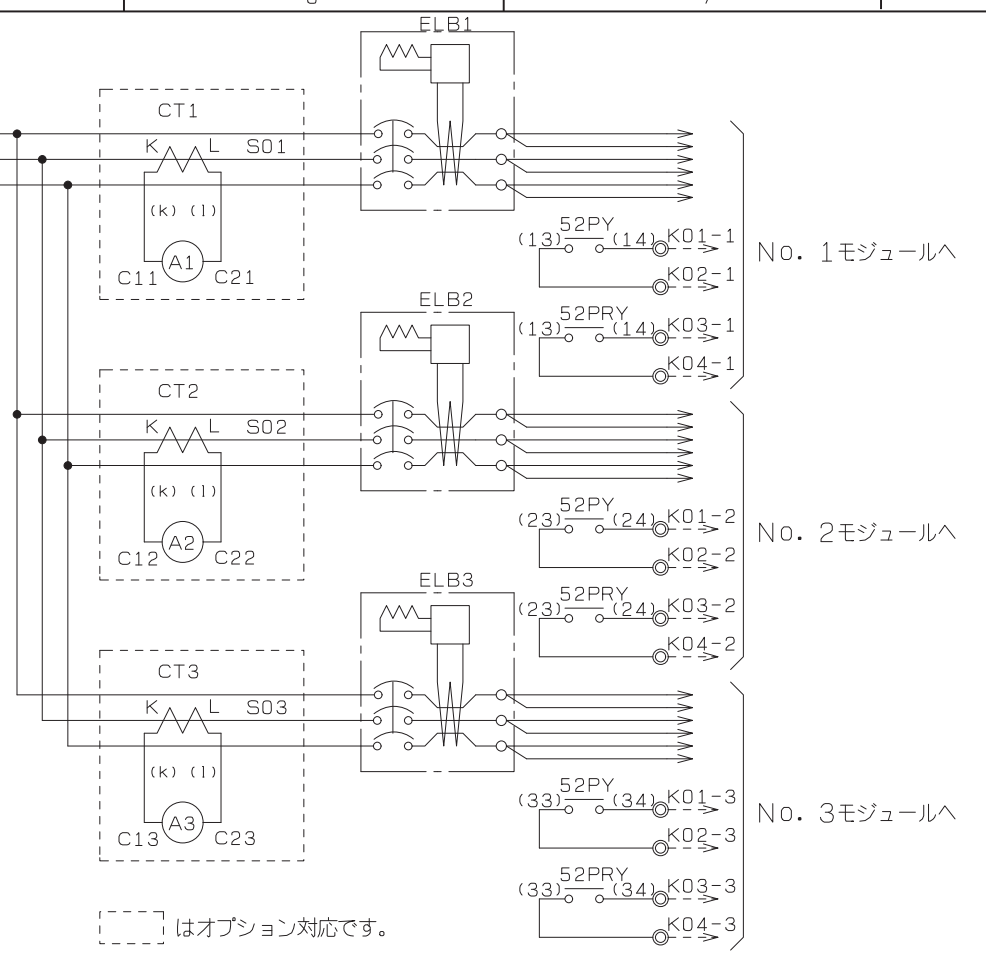 ELB1
CT1
K L S01
(k) (l)
A1
C11 C21
52PY
(13) (14) K01-1
K02-1
52PRY
(13) (14) K03-1
K04-1
No. 1モジュールへ
ELB2
CT2
K L S02
(k) (l)
A2
C12 C22
52PY
(23) (24) K01-2
K02-2
52PRY
(23) (24) K03-2
K04-2
No. 2モジュールへ
ELB3
CT3
K L S03
(k) (l)
A3
C13 C23
52PY
(33) (34) K01-3
K02-3
52PRY
(33) (34) K03-3
K04-3
No. 3モジュールへ
はオプション対応です。